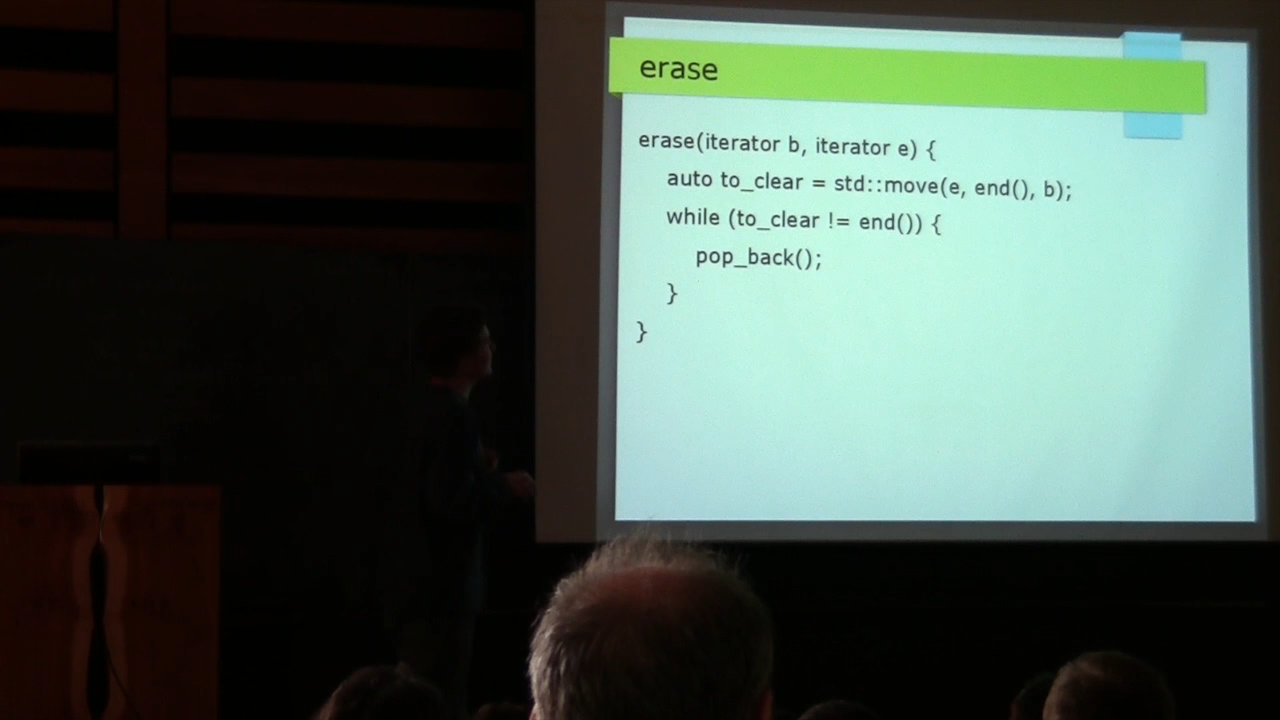 erase
erase(iterator b, iterator e) {
auto to_clear = std::move(e, end(), b);
while (to_clear != end()) {
pop_back();
}
}